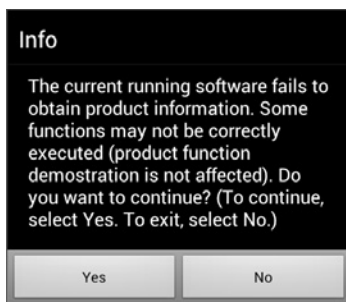 Info
The current running software fails to
obtain product information. Some
functions may not be correctly
executed (product function
demostration is not affected). Do
you want to continue? (To continue,
select Yes. To exit, select No.)
Yes
No